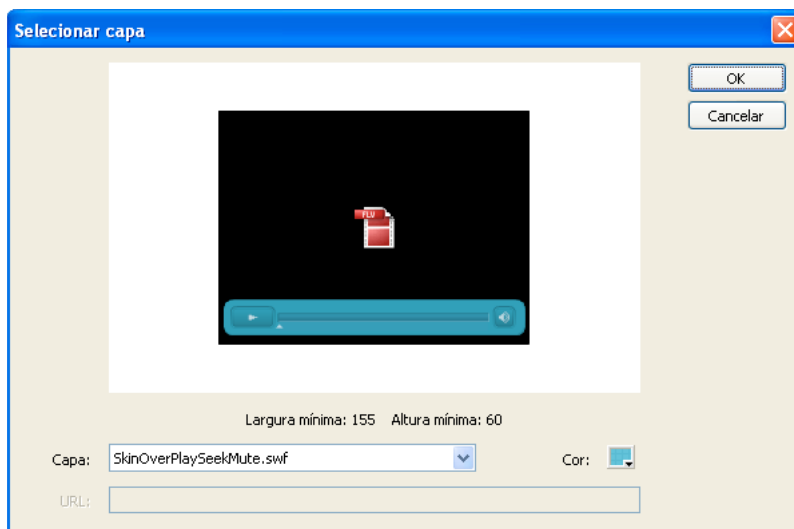 Selecionar capa
OK
Cancelar
FLV
Largura mínima: 155 Altura mínima: 60
Capa: SkinOverPlaySeekMute.swf Cor:
URL: